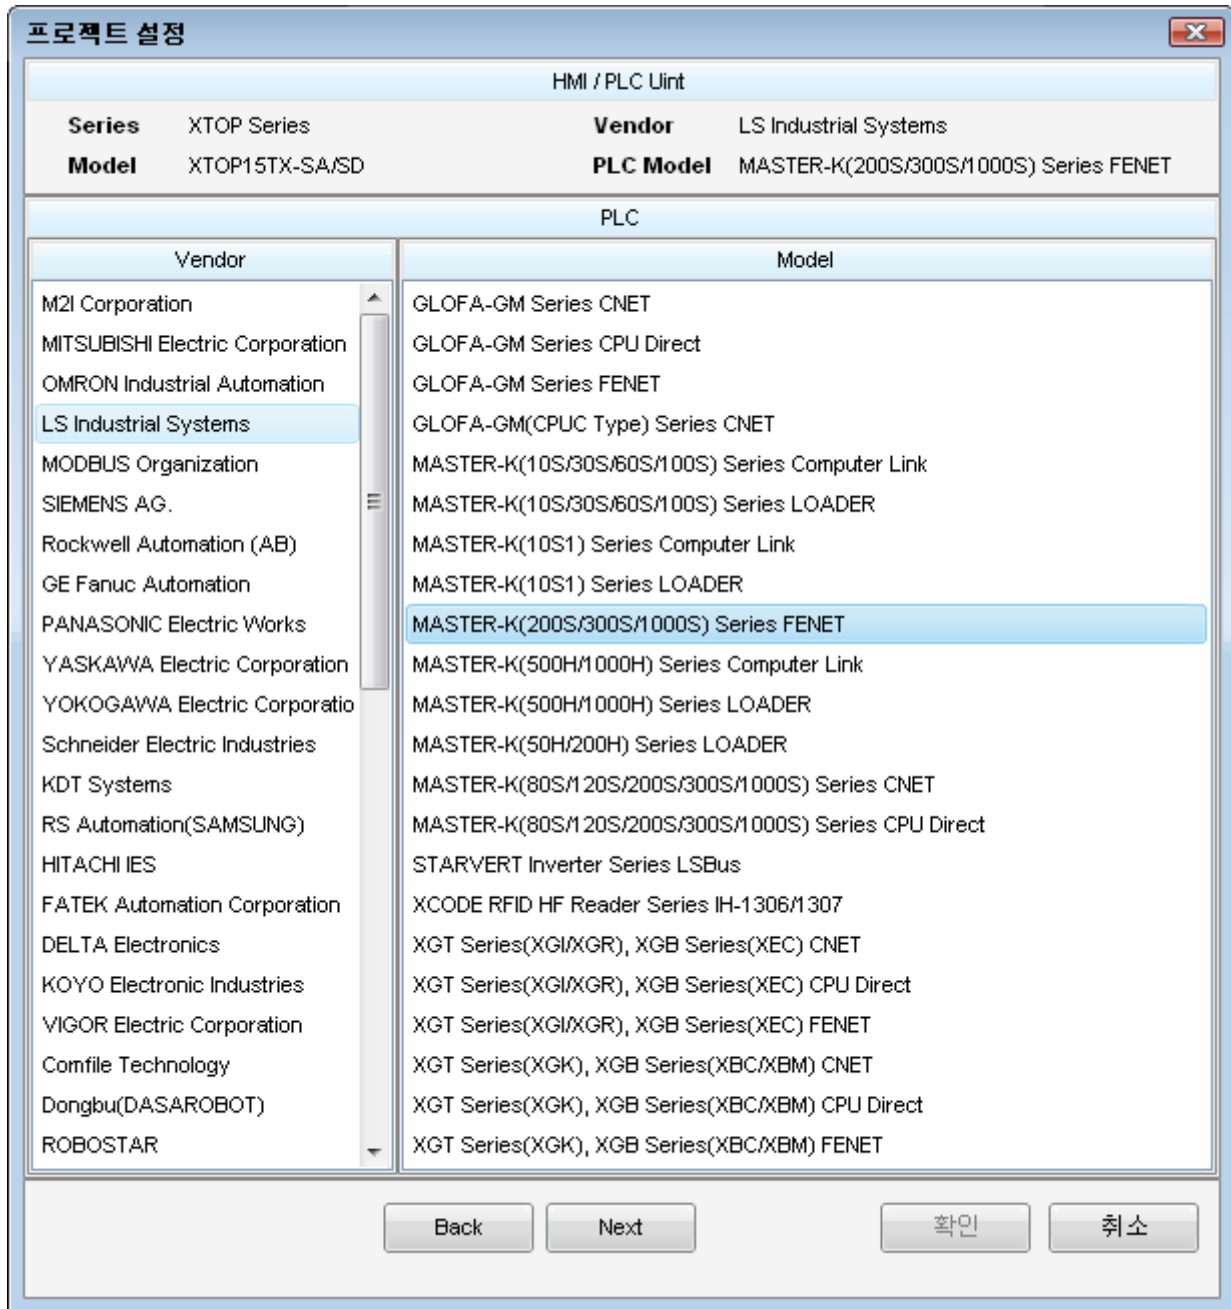 프로젝트 설정
HMI / PLC Uint
Series XTOP Series Vendor LS Industrial Systems
Model XTOP15TX-SA/SD PLC Model MASTER-K(200S/300S/1000S) Series FENET
PLC
Vendor
M2I Corporation
MITSUBISHI Electric Corporation
OMRON Industrial Automation
LS Industrial Systems
MODBUS Organization
SIEMENS AG.
Rockwell Automation (AB)
GE Fanuc Automation
PANASONIC Electric Works
YASKAWA Electric Corporation
YOKOGAWA Electric Corporatio
Schneider Electric Industries
KDT Systems
RS Automation(SAMSUNG)
HITACHI IES
FATEK Automation Corporation
DELTA Electronics
KOYO Electronic Industries
VIGOR Electric Corporation
Comfile Technology
Dongbu(DASAROBOT)
ROBOSTAR
Model
GLOFA-GM Series CNET
GLOFA-GM Series CPU Direct
GLOFA-GM Series FENET
GLOFA-GM(CPUC Type) Series CNET
MASTER-K(10S/30S/60S/100S) Series Computer Link
MASTER-K(10S/30S/60S/100S) Series LOADER
MASTER-K(10S1) Series Computer Link
MASTER-K(10S1) Series LOADER
MASTER-K(200S/300S/1000S) Series FENET
MASTER-K(500H/1000H) Series Computer Link
MASTER-K(500H/1000H) Series LOADER
MASTER-K(50H/200H) Series LOADER
MASTER-K(80S/120S/200S/300S/1000S) Series CNET
MASTER-K(80S/120S/200S/300S/1000S) Series CPU Direct
STARVERT Inverter Series LSBus
XCODE RFID HF Reader Series IH-1306/1307
XGT Series(XGI/XGR), XGB Series(XEC) CNET
XGT Series(XGI/XGR), XGB Series(XEC) CPU Direct
XGT Series(XGI/XGR), XGB Series(XEC) FENET
XGT Series(XGK), XGB Series(XBC/XBM) CNET
XGT Series(XGK), XGB Series(XBC/XBM) CPU Direct
XGT Series(XGK), XGB Series(XBC/XBM) FENET
Back Next 확인 취소